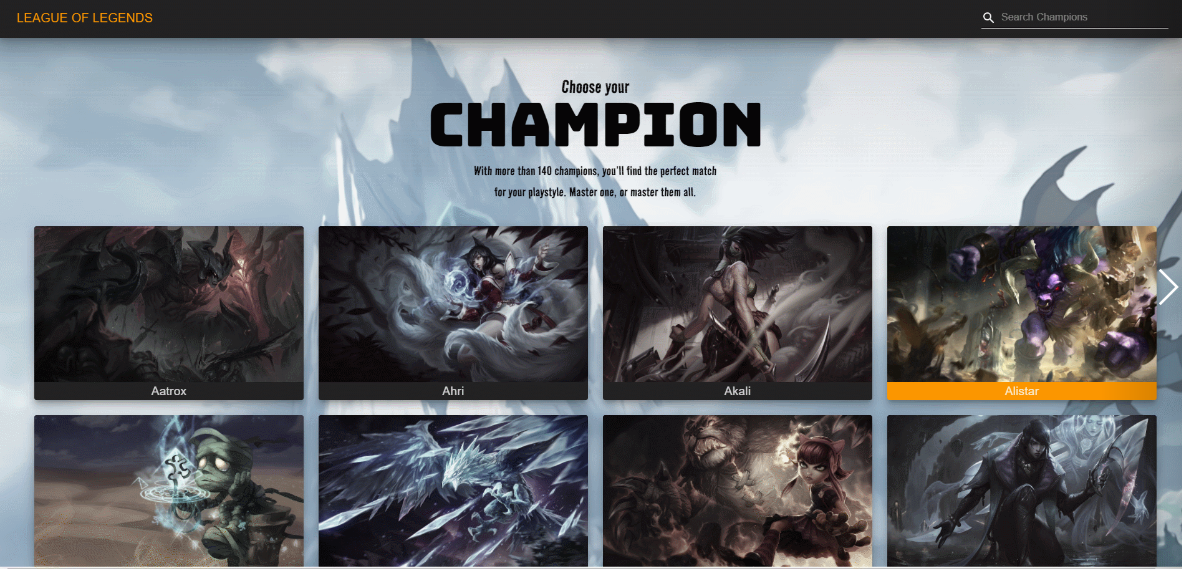 LEAGUE OF LEGENDS
Search Champions
Choose your
CHAMPION
With more than 140 champions, you'll find the perfect match
for your playstyle. Master one, or master them all.
Aatrox
Ahri
Akali
Alistar